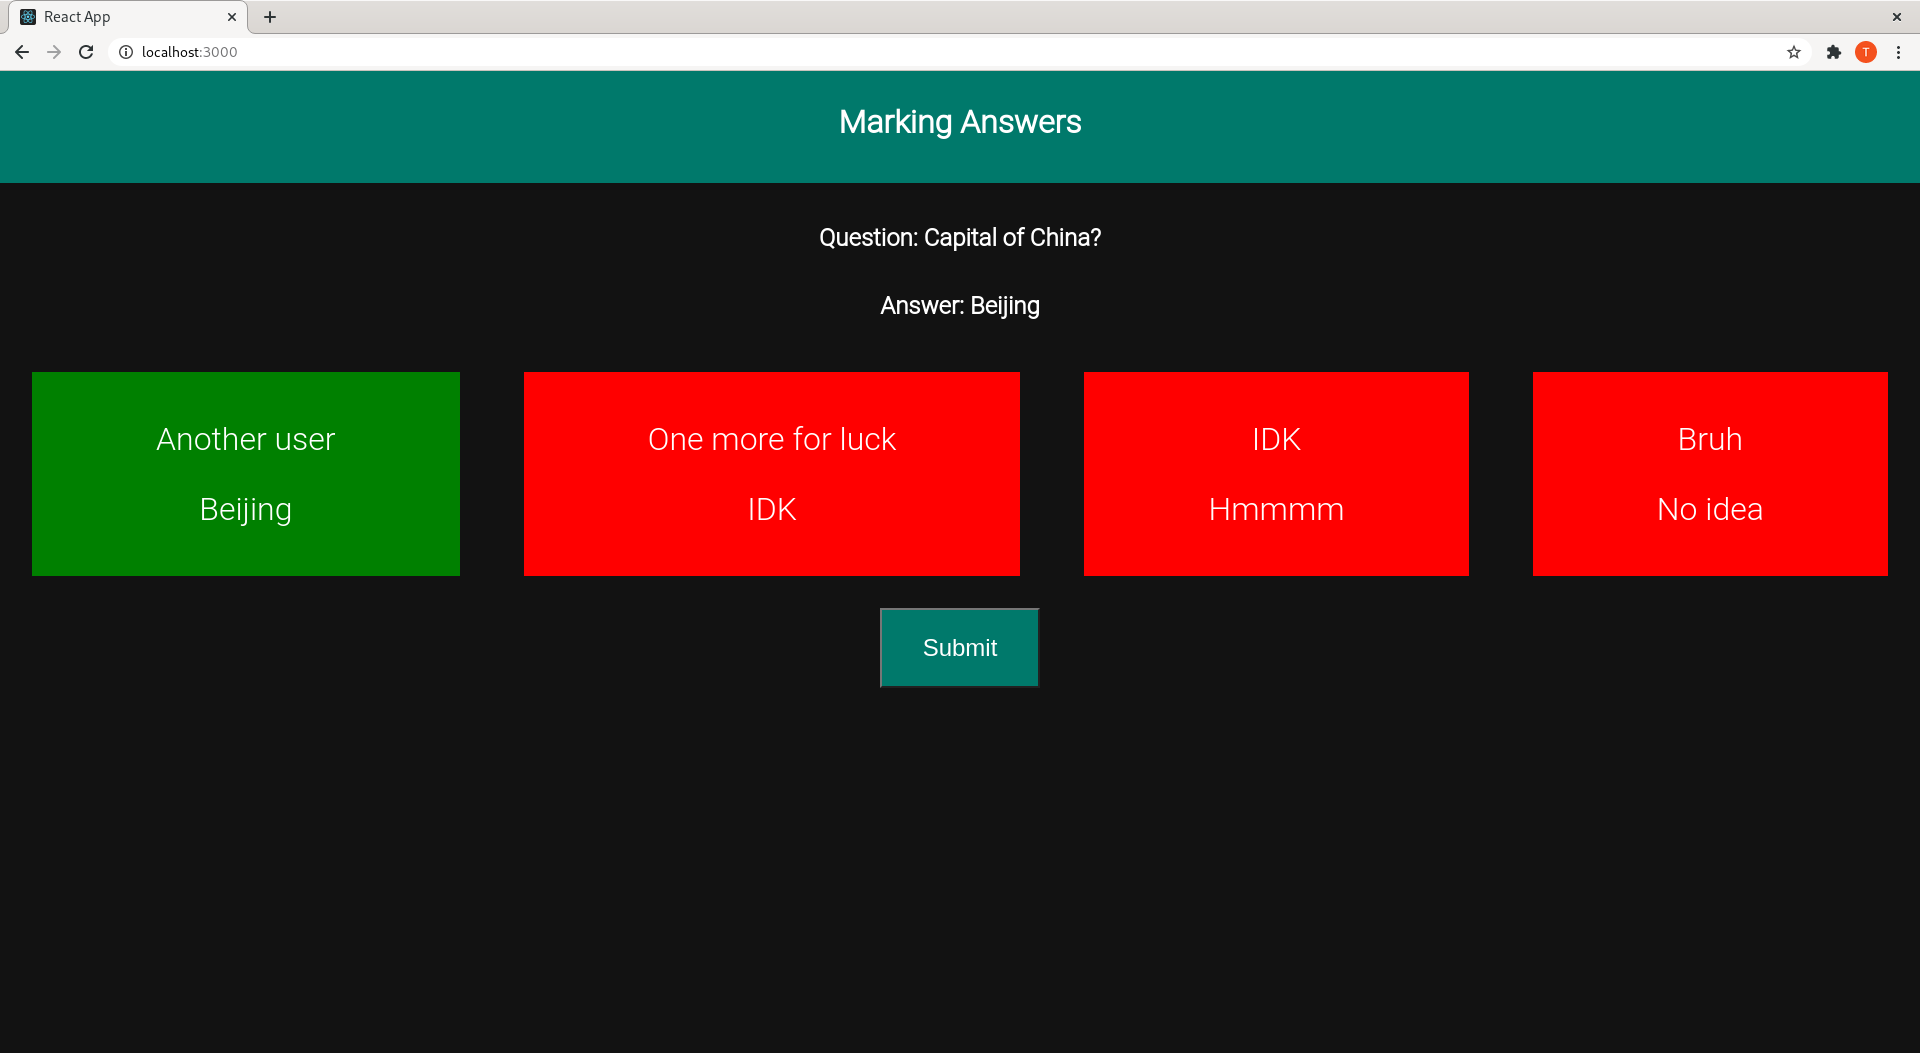 React App
localhost:3000
T
Marking Answers
Question: Capital of China?
Answer: Beijing
Another user
Beijing
One more for luck
IDK
IDK
Hmmmm
Bruh
No idea
Submit